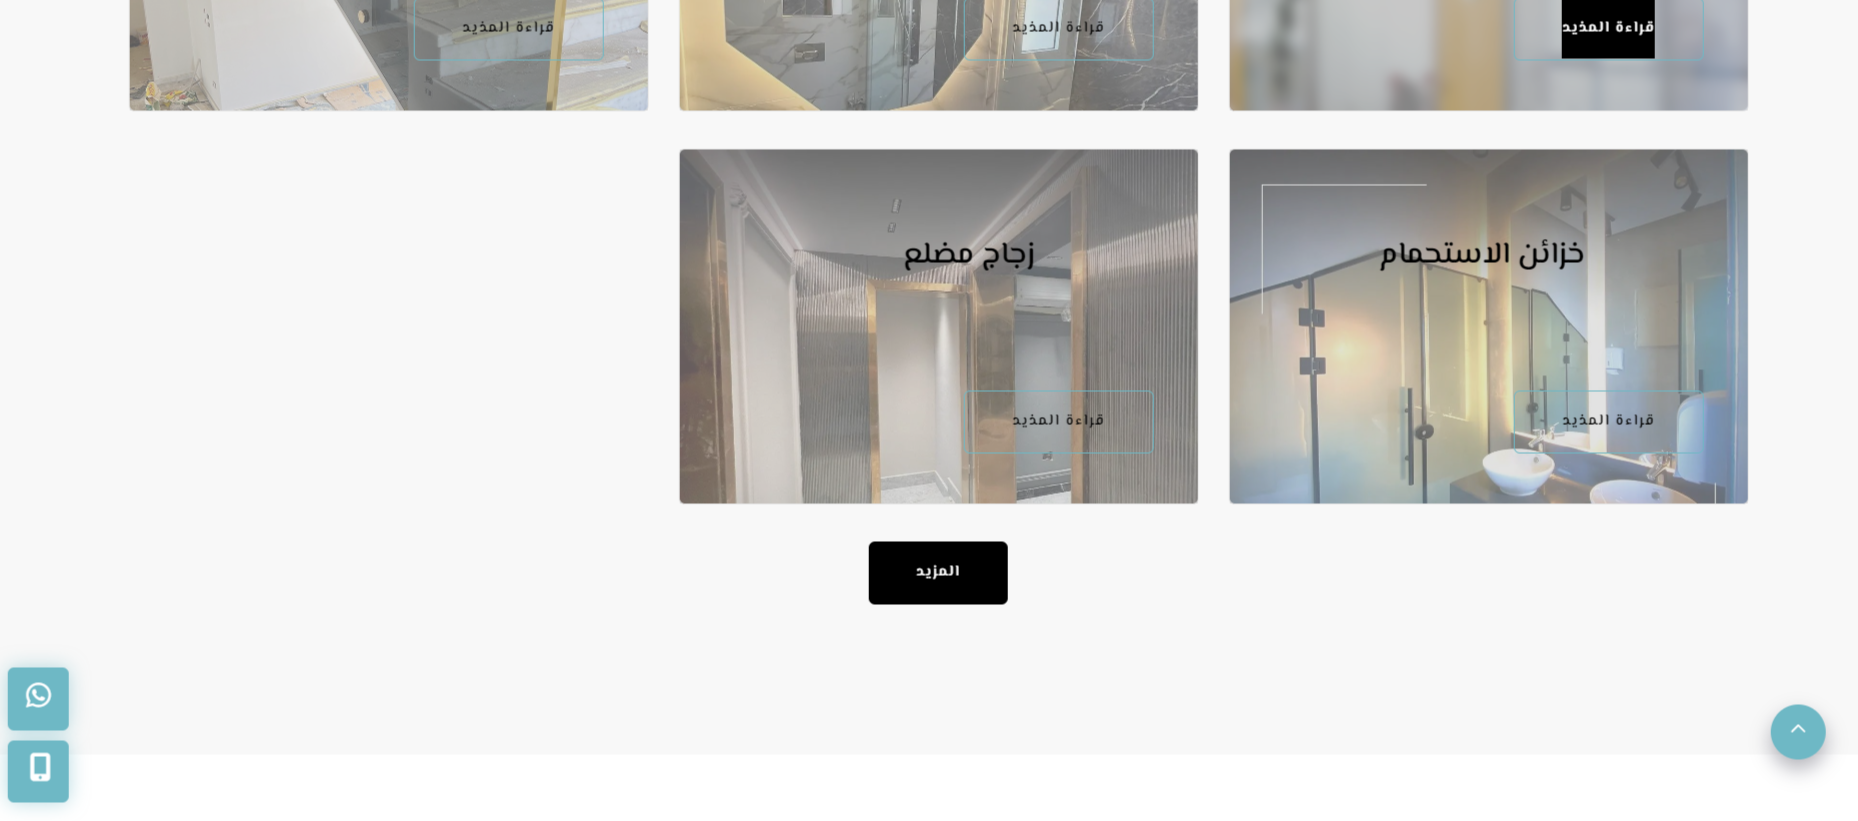 قراءة المذيد
قراءة المذيد
قراءة المذيد
خزائن الاستحمام
زجاج مضلع
قراءة المذيد
قراءة المذيد
المزيد